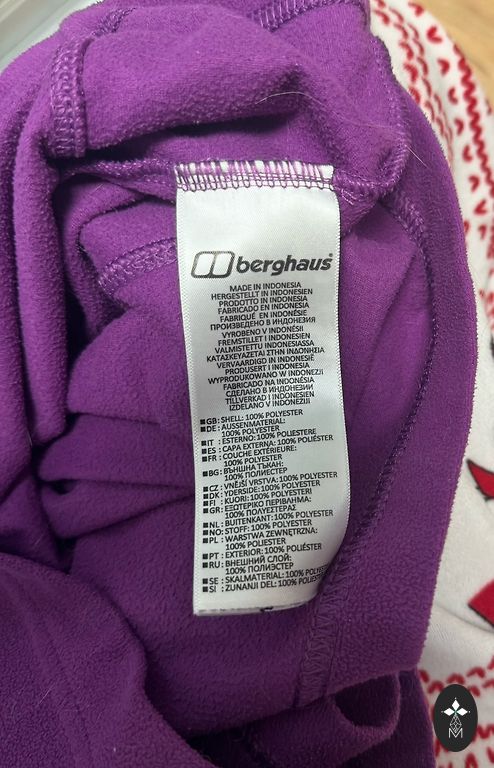 berghaus®
MADE IN INDONESIA
HERGESTELLT IN INDONESIEN
PRODOTTO IN INDONESIA
FABRICADO EN INDONESIA
FABRIQUÉ EN INDONÉSIE
ПРОИЗВЕДЕНО В ИНДОНЕЗИЯ
VYROBENO V INDONÉSII
FREMSTILLET I INDONESIEN
VALMISTETTU INDONESIASSA
ΚΑΤΑΣΚΕΥΑΖΕΤΑΙ ΣΤΗΝ ΙΝΔΟΝΗΣΙΑ
VERVAARDIGD IN INDONESIË
PRODUSERT I INDONESIA
WYPRODUKOWANO W INDONEZJI
FABRICADO NA INDONÉSIA
СДЕЛАНО В ИНДОНЕЗИИ
TILLVERKAD I INDONESIEN
IZDELANO V INDONEZIJI
■GB: SHELL: 100% POLYESTER
■DE: AUSSENMATERIAL:
100% POLYESTER
■IT : ESTERNO: 100% POLIESTERE
■ES : CAPA EXTERNA: 100% POLIÉSTER
■FR : COUCHE EXTÉRIEURE:
100% POLYESTER
■BG: ВЪНШНА ТЪКАН:
100% ПОЛИЕСТЕР
■CZ : VNĚJŠÍ VRSTVA: 100% POLYESTER
■DK : YDERSIDE: 100% POLYESTER
■FI : KUORI: 100% POLYESTERI
■GR : ΕΞΩΤΕΡΙΚΟ ΠΕΡΙΒΛΗΜΑ:
100% ΠΟΛΥΕΣΤΕΡΑΣ
■NL : BUITENKANT: 100% POLYESTER
■NO: STOFF: 100% POLYESTER
■PL : WARSTWA ZEWNĘTRZNA:
100% POLIESTER
■PT : EXTERIOR: 100% POLIÉSTER
■RU : ВНЕШНИЙ СЛОЙ:
100% ПОЛИЭСТЕР
■SE : SKALMATERIAL: 100% POLYESTER
■SI : ZUNANJI DEL: 100% POLYESTER
M